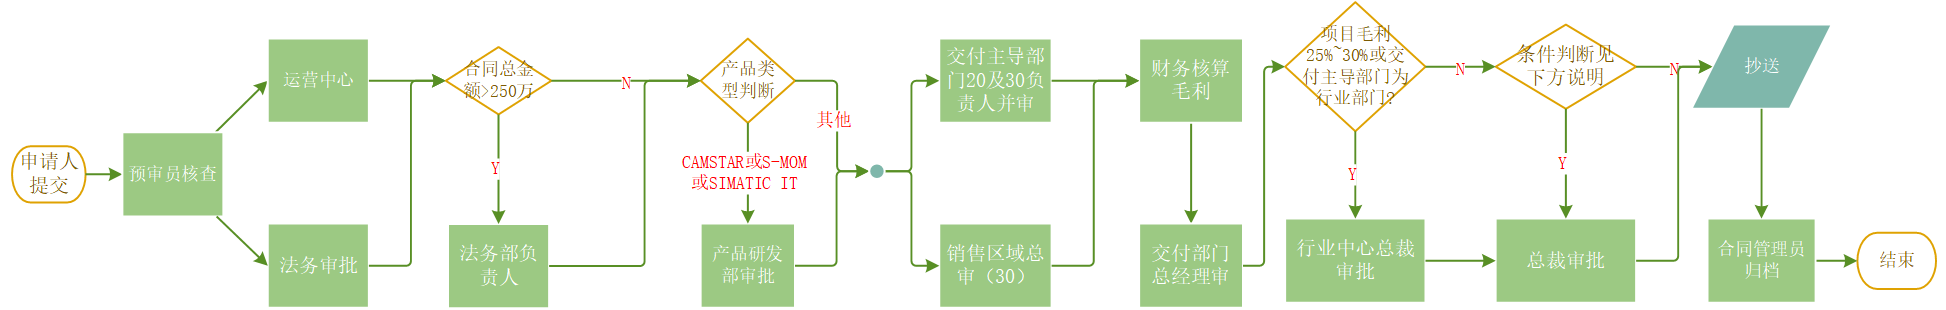 申请人
提交
预审员核查
运营中心
法务审批
合同总金
额>250万
N
Y
法务部负
责人
产品类
型判断
其他
CAMSTAR或S-MOM
或SIMATIC IT
产品研发
部审批
交付主导部
门20及30负
责人并审
销售区域总
审（30）
财务核算
毛利
交付部门
总经理审
项目毛利
25%~30%或交
付主导部门为
行业部门?
N
Y
行业中心总裁
审批
条件判断见
下方说明
N
Y
总裁审批
抄送
合同管理员
归档
结束